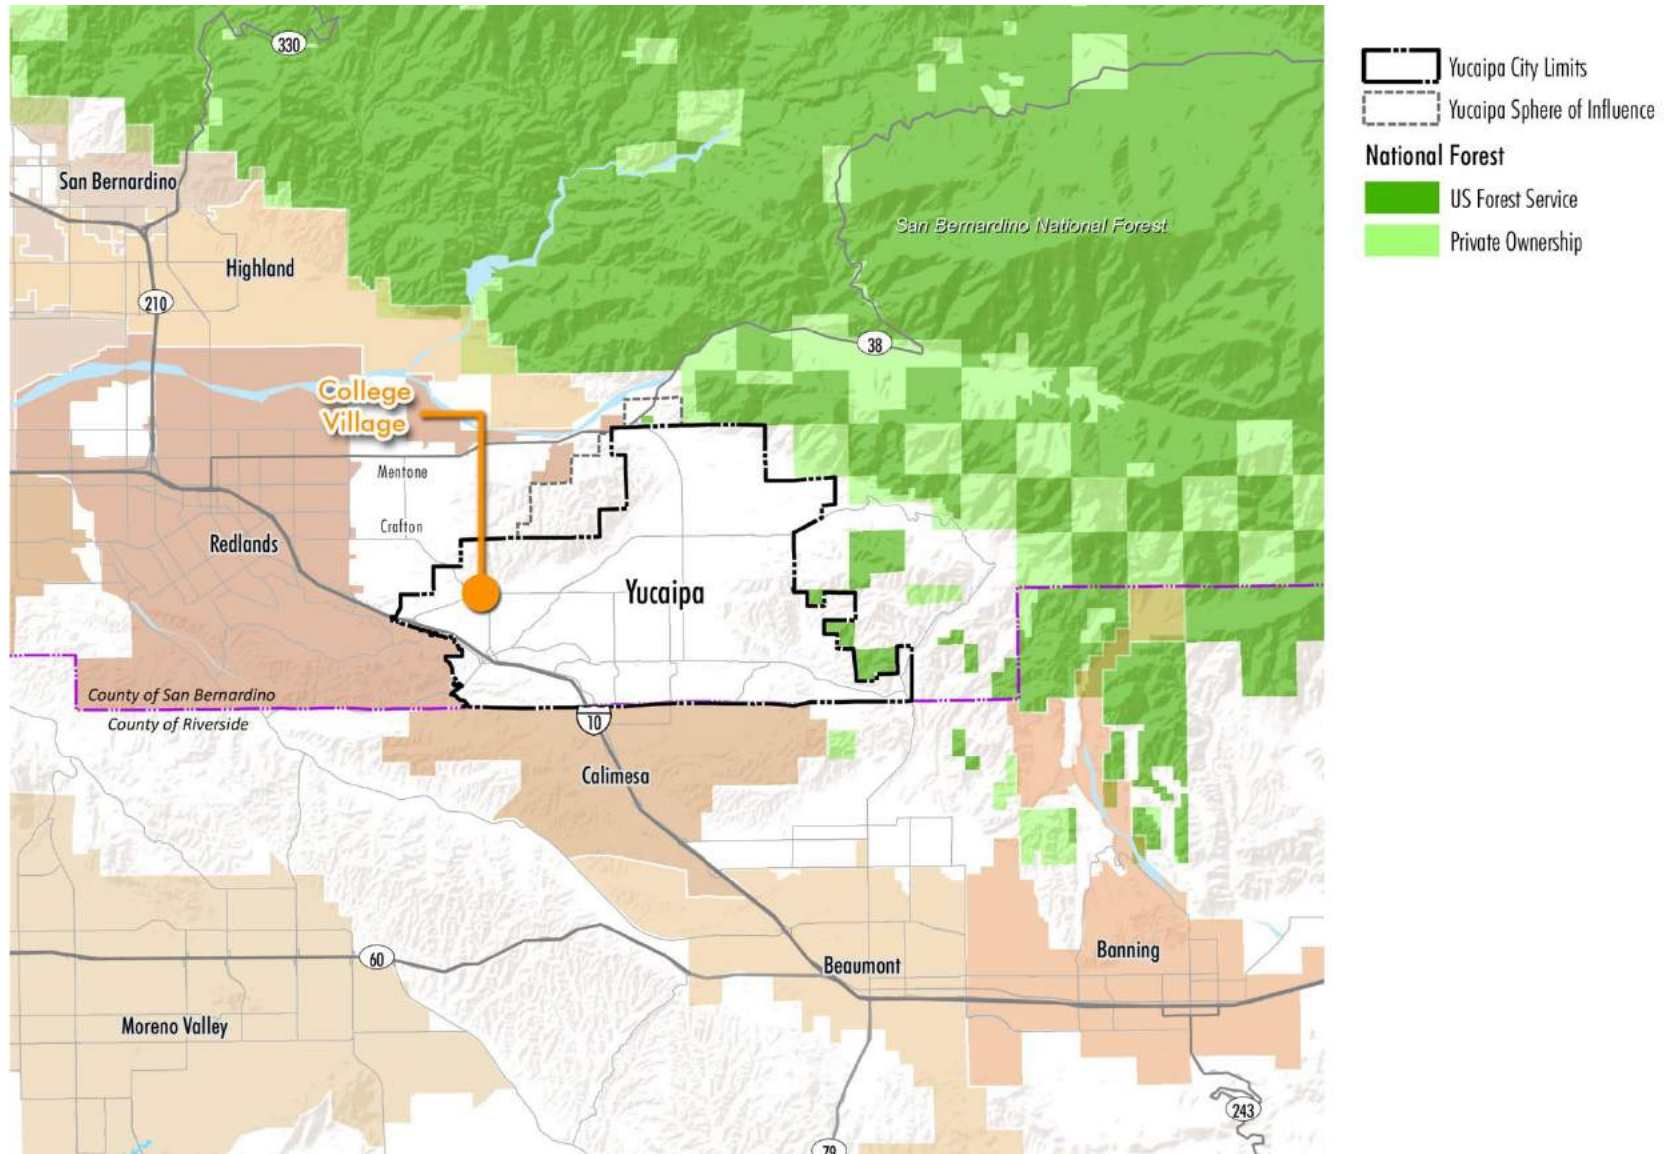 330
San Bernardino
San Bernardino National Forest
Highland
210
38
College
Village
Mentone
Crafton
Redlands
Yucaipa
County of San Bernardino
County of Riverside
10
Calimesa
60
Beaumont
Banning
Moreno Valley
243
79
Yucaipa City Limits
Yucaipa Sphere of Influence
National Forest
US Forest Service
Private Ownership